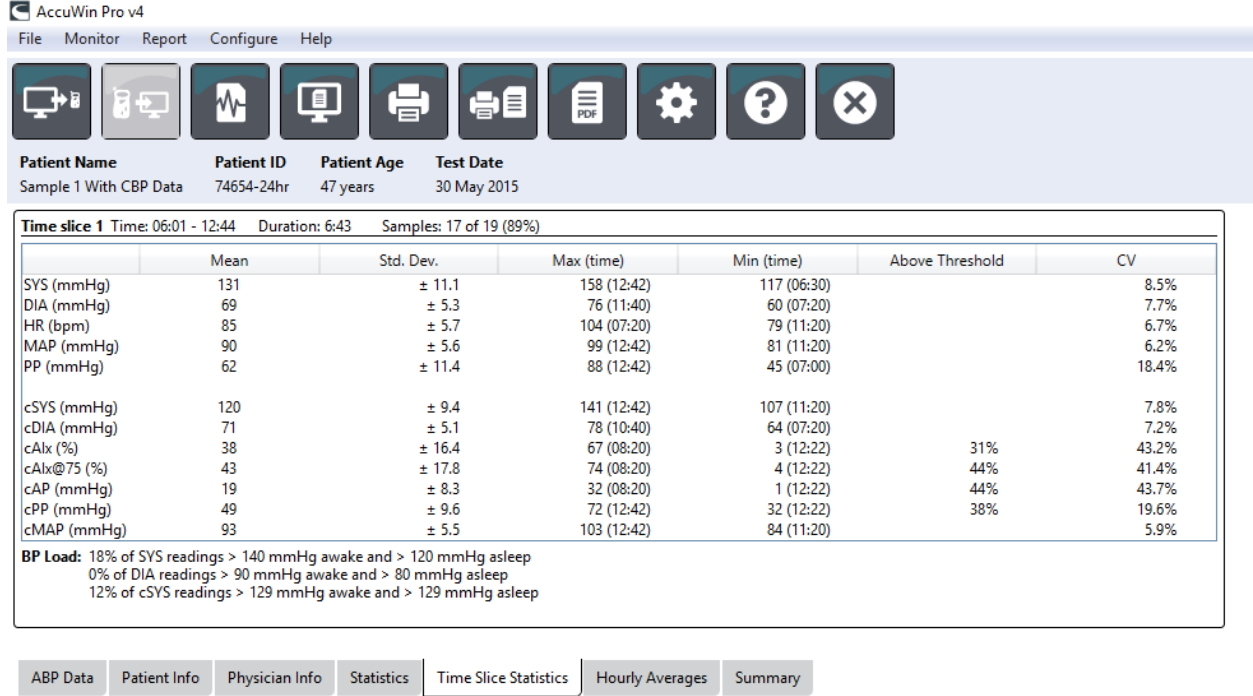 AccuWin Pro v4
File Monitor Report Configure Help
PDF
Patient Name Patient ID Patient Age Test Date
Sample 1 With CBP Data 74654-24hr 47 years 30 May 2015
Time slice 1 Time: 06:01 - 12:44 Duration: 6:43 Samples: 17 of 19 (89%)
Mean Std. Dev. Max (time) Min (time) Above Threshold CV
SYS (mmHg) 131 ± 11.1 158 (12:42) 117 (06:30) 8.5%
DIA (mmHg) 69 ± 5.3 76 (11:40) 60 (07:20) 7.7%
HR (bpm) 85 ± 5.7 104 (07:20) 79 (11:20) 6.7%
MAP (mmHg) 90 ± 5.6 99 (12:42) 81 (11:20) 6.2%
PP (mmHg) 62 ± 11.4 88 (12:42) 45 (07:00) 18.4%
cSYS (mmHg) 120 ± 9.4 141 (12:42) 107 (11:20) 7.8%
cDIA (mmHg) 71 ± 5.1 78 (10:40) 64 (07:20) 7.2%
cAIx (%) 38 ± 16.4 67 (08:20) 3 (12:22) 31% 43.2%
cAIx@75 (%) 43 ± 17.8 74 (08:20) 4 (12:22) 44% 41.4%
cAP (mmHg) 19 ± 8.3 32 (08:20) 1 (12:22) 44% 43.7%
cPP (mmHg) 49 ± 9.6 72 (12:42) 32 (12:22) 38% 19.6%
cMAP (mmHg) 93 ± 5.5 103 (12:42) 84 (11:20) 5.9%
BP Load: 18% of SYS readings > 140 mmHg awake and > 120 mmHg asleep
0% of DIA readings > 90 mmHg awake and > 80 mmHg asleep
12% of cSYS readings > 129 mmHg awake and > 129 mmHg asleep
ABP Data Patient Info Physician Info Statistics Time Slice Statistics Hourly Averages Summary